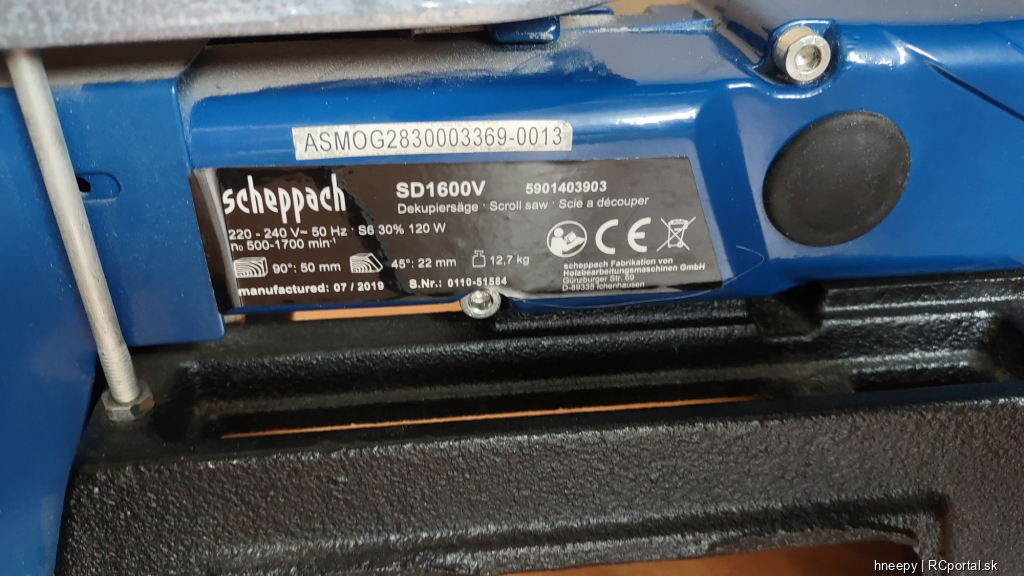 ASMOG2830003369-0013
scheppach SD1600V 5901403903
Dekupiersäge · Scroll saw · Scie a découper
220 - 240 V~ 50 Hz · S6 30% 120 W
n₀ 500-1700 min⁻¹
90°: 50 mm 45°: 22 mm 12,7 kg
manufactured: 07 / 2019 S.Nr.: 0110-51584
CE
scheppach Fabrikation von
Holzbearbeitungsmaschinen GmbH
Günzburger Str. 69
D-89335 Ichenhausen
hneepy | RCportal.sk